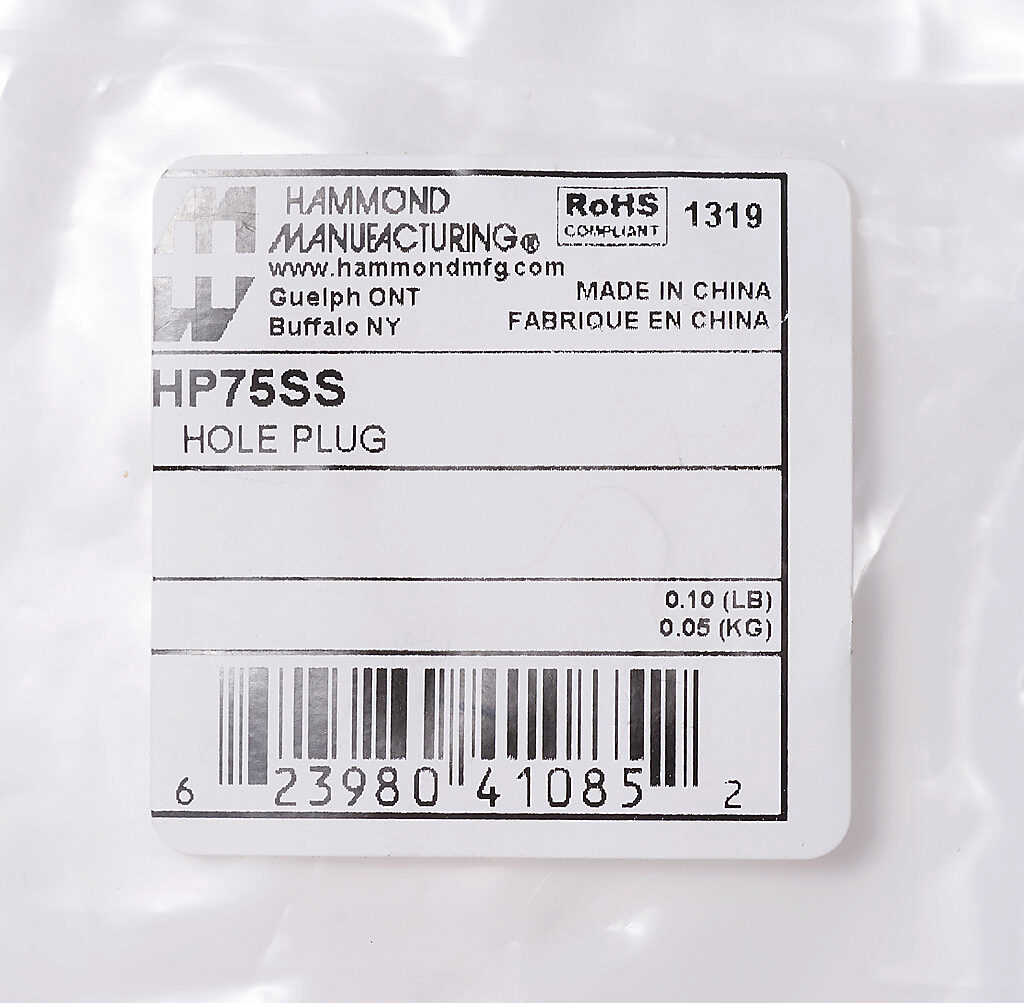 HAMMOND
MANUFACTURING®
www.hammondmfg.com
Guelph ONT
Buffalo NY
RoHS
COMPLIANT
1319
MADE IN CHINA
FABRIQUE EN CHINA
HP75SS
HOLE PLUG
0.10 (LB)
0.05 (KG)
6 23980 41085 2